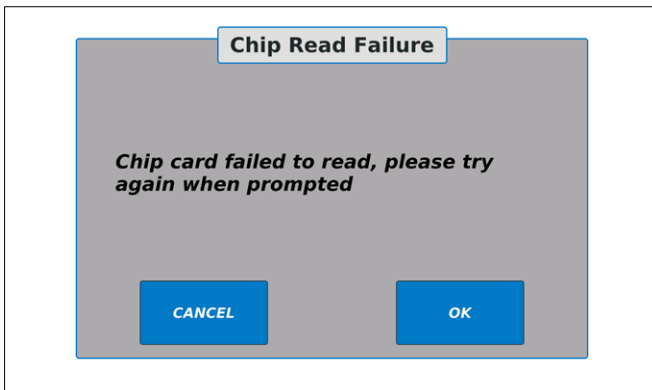 Chip Read Failure
Chip card failed to read, please try
again when prompted
CANCEL
OK